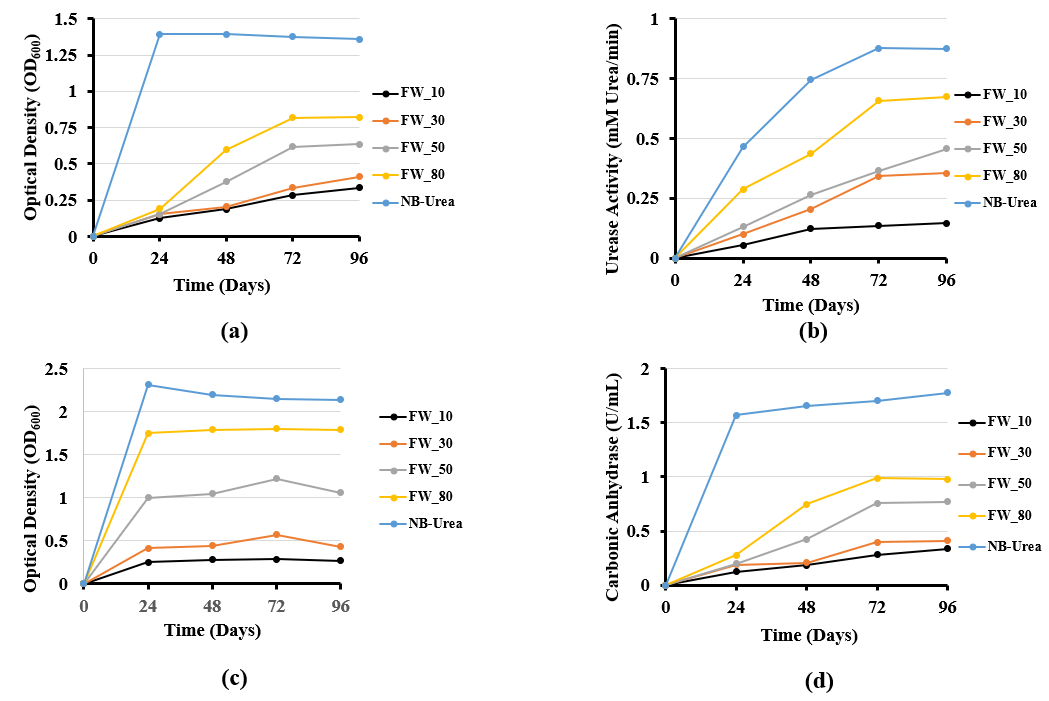 Optical Density (OD600)
1.5
1.25
1
0.75
0.5
0.25
0
0 24 48 72 96
Time (Days)
FW_10
FW_30
FW_50
FW_80
NB-Urea
(a)
Urease Activity (mM Urea/min)
1
0.75
0.5
0.25
0
0 24 48 72 96
Time (Days)
FW_10
FW_30
FW_50
FW_80
NB-Urea
(b)
Optical Density (OD600)
2.5
2
1.5
1
0.5
0
0 24 48 72 96
Time (Days)
FW_10
FW_30
FW_50
FW_80
NB-Urea
(c)
Carbonic Anhydrase (U/mL)
2
1.5
1
0.5
0
0 24 48 72 96
Time (Days)
FW_10
FW_30
FW_50
FW_80
NB-Urea
(d)